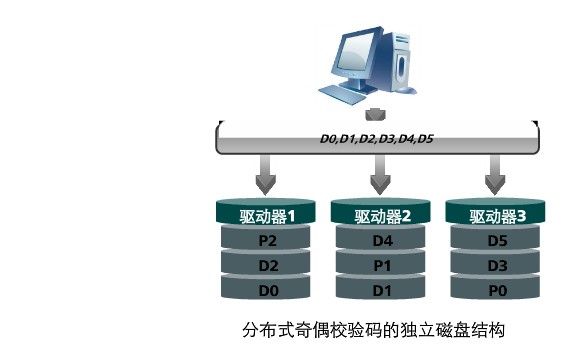 D0,D1,D2,D3,D4,D5
驱动器1 驱动器2 驱动器3
P2 D4 D5
D2 P1 D3
D0 D1 P0
分布式奇偶校验码的独立磁盘结构